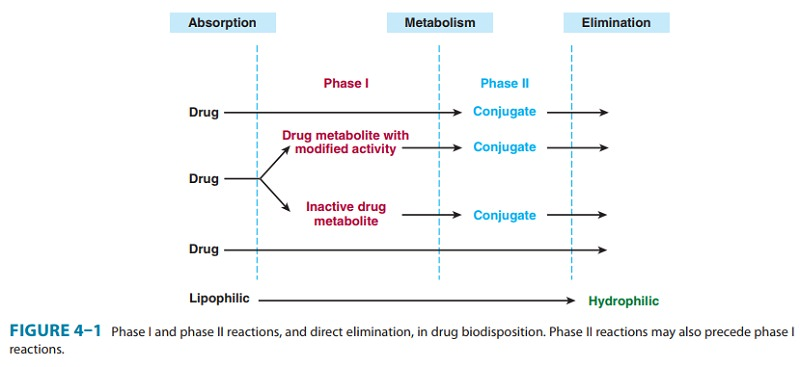 Absorption Metabolism Elimination
Phase I Phase II
Drug Conjugate
Drug metabolite with
modified activity Conjugate
Drug
Inactive drug
metabolite Conjugate
Drug
Lipophilic Hydrophilic
FIGURE 4–1 Phase I and phase II reactions, and direct elimination, in drug biodisposition. Phase II reactions may also precede phase I
reactions.